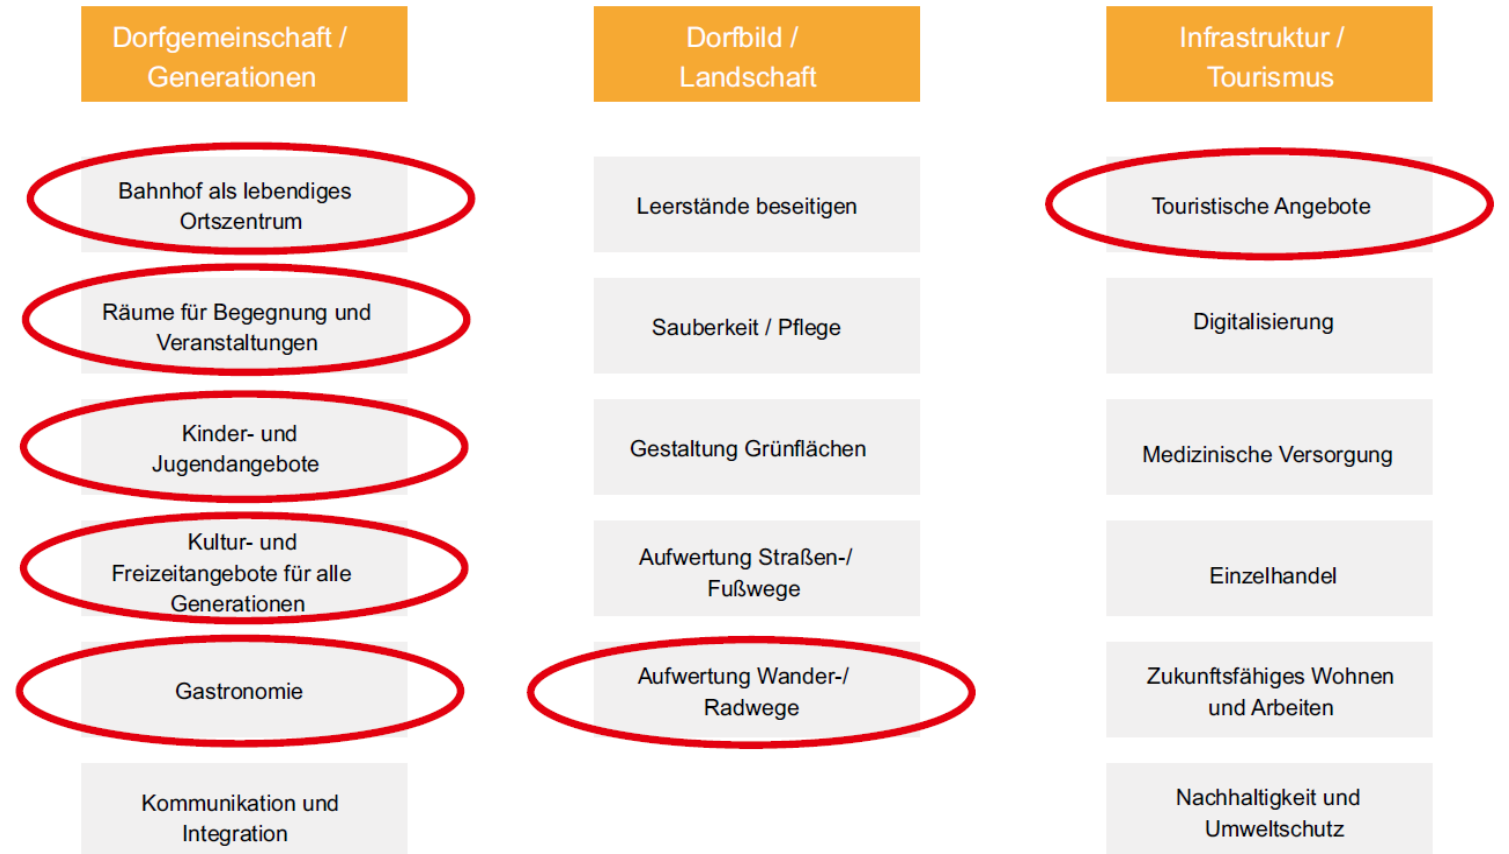 Dorfgemeinschaft /
Generationen
Bahnhof als lebendiges
Ortszentrum
Räume für Begegnung und
Veranstaltungen
Kinder- und
Jugendangebote
Kultur- und
Freizeitangebote für alle
Generationen
Gastronomie
Kommunikation und
Integration
Dorfbild /
Landschaft
Leerstände beseitigen
Sauberkeit / Pflege
Gestaltung Grünflächen
Aufwertung Straßen-/
Fußwege
Aufwertung Wander-/
Radwege
Infrastruktur /
Tourismus
Touristische Angebote
Digitalisierung
Medizinische Versorgung
Einzelhandel
Zukunftsfähiges Wohnen
und Arbeiten
Nachhaltigkeit und
Umweltschutz